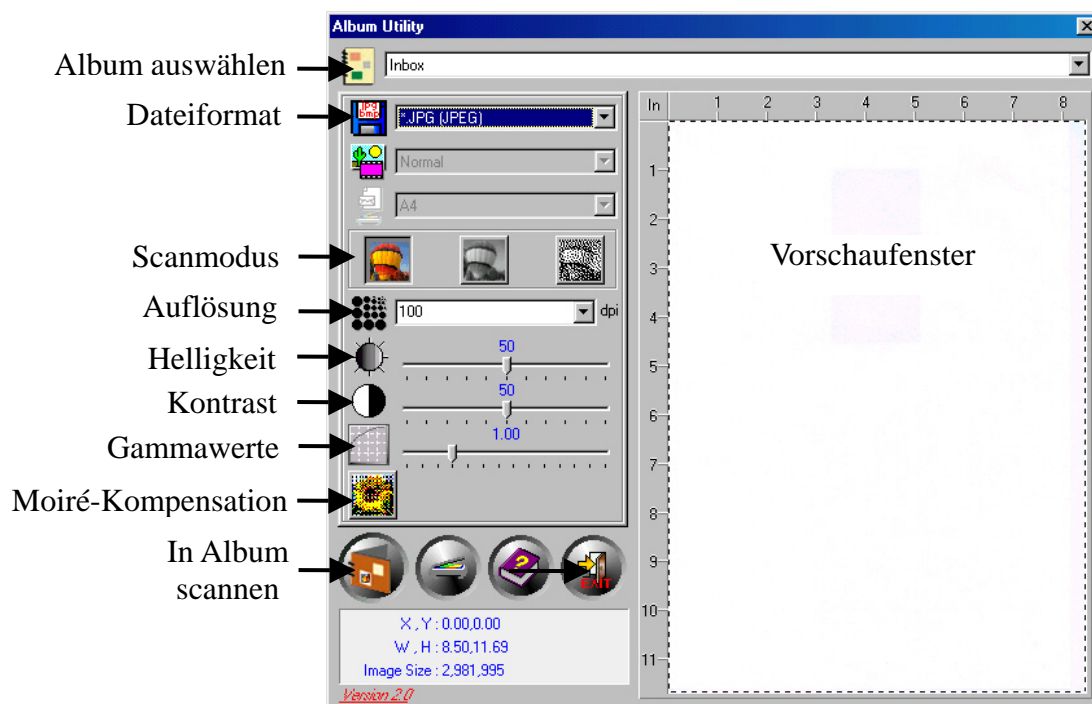 Album Utility
Album auswählen
Inbox
Dateiformat
JPG
bmp
*.JPG (JPEG)
Normal
A4
Scanmodus
Auflösung
100
dpi
Helligkeit
50
Kontrast
50
Gammawerte
1.00
Moiré-Kompensation
In Album
scannen
EXIT
X , Y : 0.00,0.00
W , H : 8.50,11.69
Image Size : 2,981,995
Version 2.0
In 1 2 3 4 5 6 7 8
1
2
Vorschaufenster
3
4
5
6
7
8
9
10
11